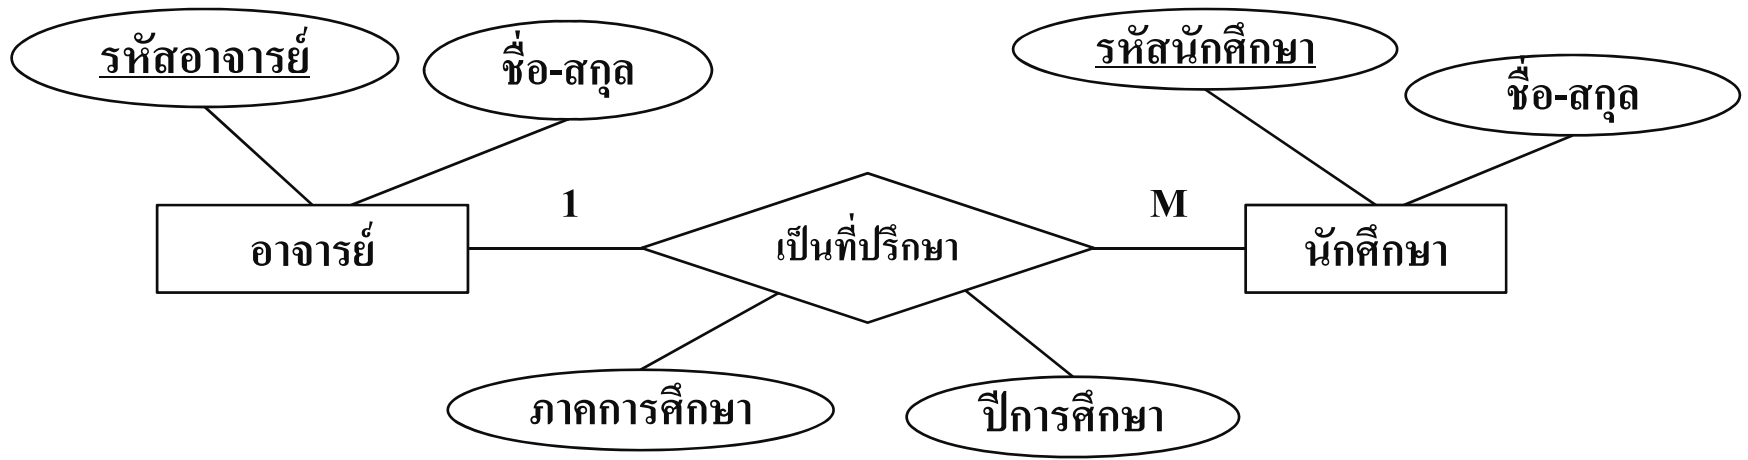 รหัสอาจารย์
ชื่อ-สกุล
รหัสนักศึกษา
ชื่อ-สกุล
1
M
อาจารย์
เป็นที่ปรึกษา
นักศึกษา
ภาคการศึกษา
ปีการศึกษา